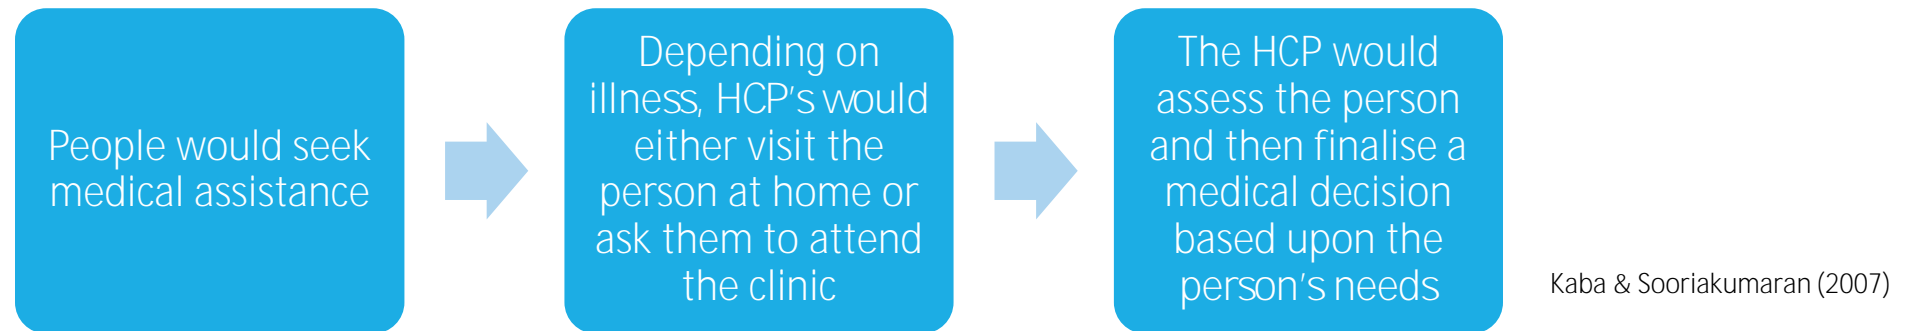 People would seek
medical assistance
Depending on
illness, HCP's would
either visit the
person at home or
ask them to attend
the clinic
The HCP would
assess the person
and then finalise a
medical decision
based upon the
person's needs
Kaba & Sooriakumaran (2007)